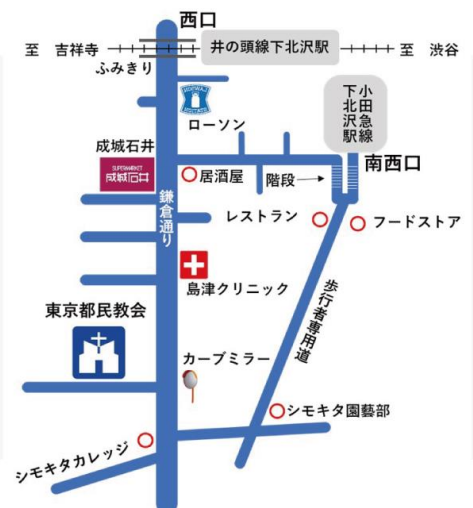 西口
至 吉祥寺
井の頭線下北沢駅
至 渋谷
ふみきり
LAWSON
ローソン
小田急線
下北沢駅
成城石井
SUPERMARKET
成城石井
居酒屋
階段
南西口
鎌倉通り
レストラン
フードストア
島津クリニック
歩行者専用道
東京都民教会
カーブミラー
シモキタ園藝部
シモキタカレッジ